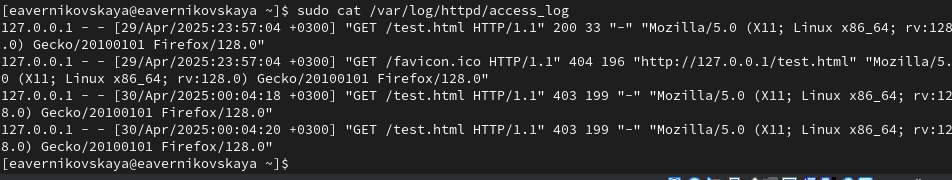 [eavernikovskaya@eavernikovskaya ~]$ sudo cat /var/log/httpd/access_log
127.0.0.1 - - [29/Apr/2025:23:57:04 +0300] "GET /test.html HTTP/1.1" 200 33 "-" "Mozilla/5.0 (X11; Linux x86_64; rv:128
.0) Gecko/20100101 Firefox/128.0"
127.0.0.1 - - [29/Apr/2025:23:57:04 +0300] "GET /favicon.ico HTTP/1.1" 404 196 "http://127.0.0.1/test.html" "Mozilla/5.
0 (X11; Linux x86_64; rv:128.0) Gecko/20100101 Firefox/128.0"
127.0.0.1 - - [30/Apr/2025:00:04:18 +0300] "GET /test.html HTTP/1.1" 403 199 "-" "Mozilla/5.0 (X11; Linux x86_64; rv:12
8.0) Gecko/20100101 Firefox/128.0"
127.0.0.1 - - [30/Apr/2025:00:04:20 +0300] "GET /test.html HTTP/1.1" 403 199 "-" "Mozilla/5.0 (X11; Linux x86_64; rv:12
8.0) Gecko/20100101 Firefox/128.0"
[eavernikovskaya@eavernikovskaya ~]$